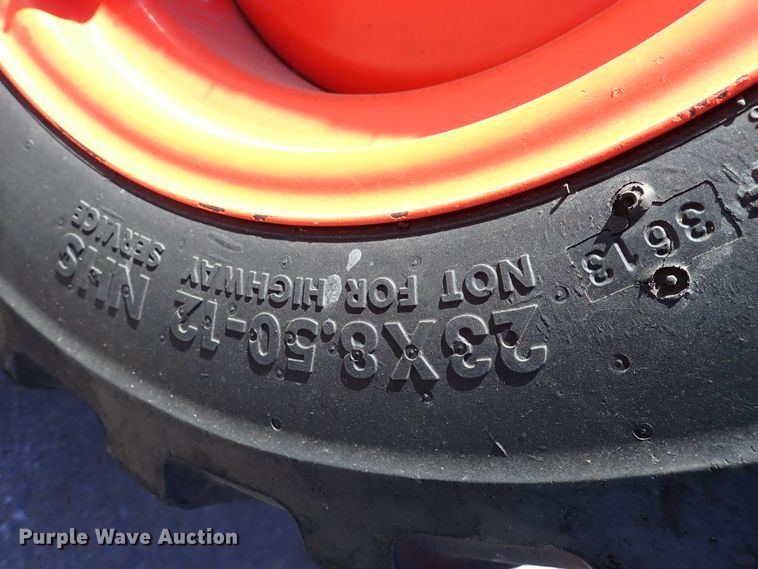 23X8.50-12 NHS
NOT FOR HIGHWAY
SERVICE
3613
Purple Wave Auction